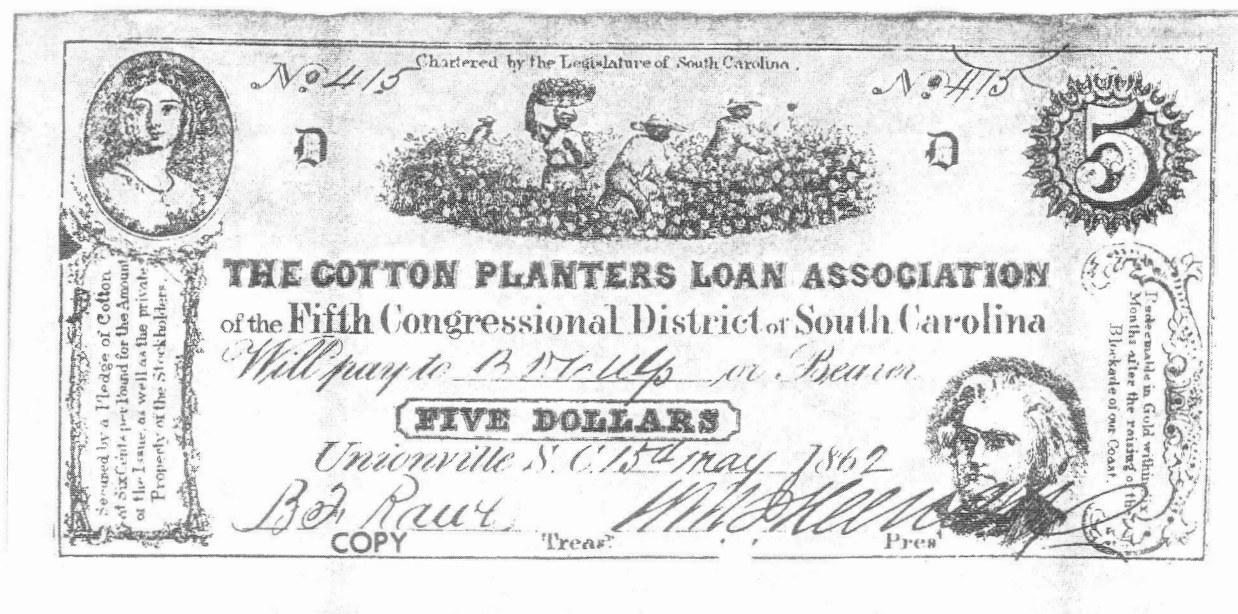 Chartered by the Legislature of South Carolina.
No 415
No 415
D
D
5
THE COTTON PLANTERS LOAN ASSOCIATION
of the Fifth Congressional District of South Carolina
Will pay to or Bearer
FIVE DOLLARS
Unionville S.C. 15d may 1862
B F
COPY
Treas.
Pres.
Secured by a Pledge of Cotton
at Six Cents per Pound for the Amount
of the Issue, as well as the private
Property of the Stockholders.
Redeemable in Gold within six
Months after the raising of the
Blockade of our Coast